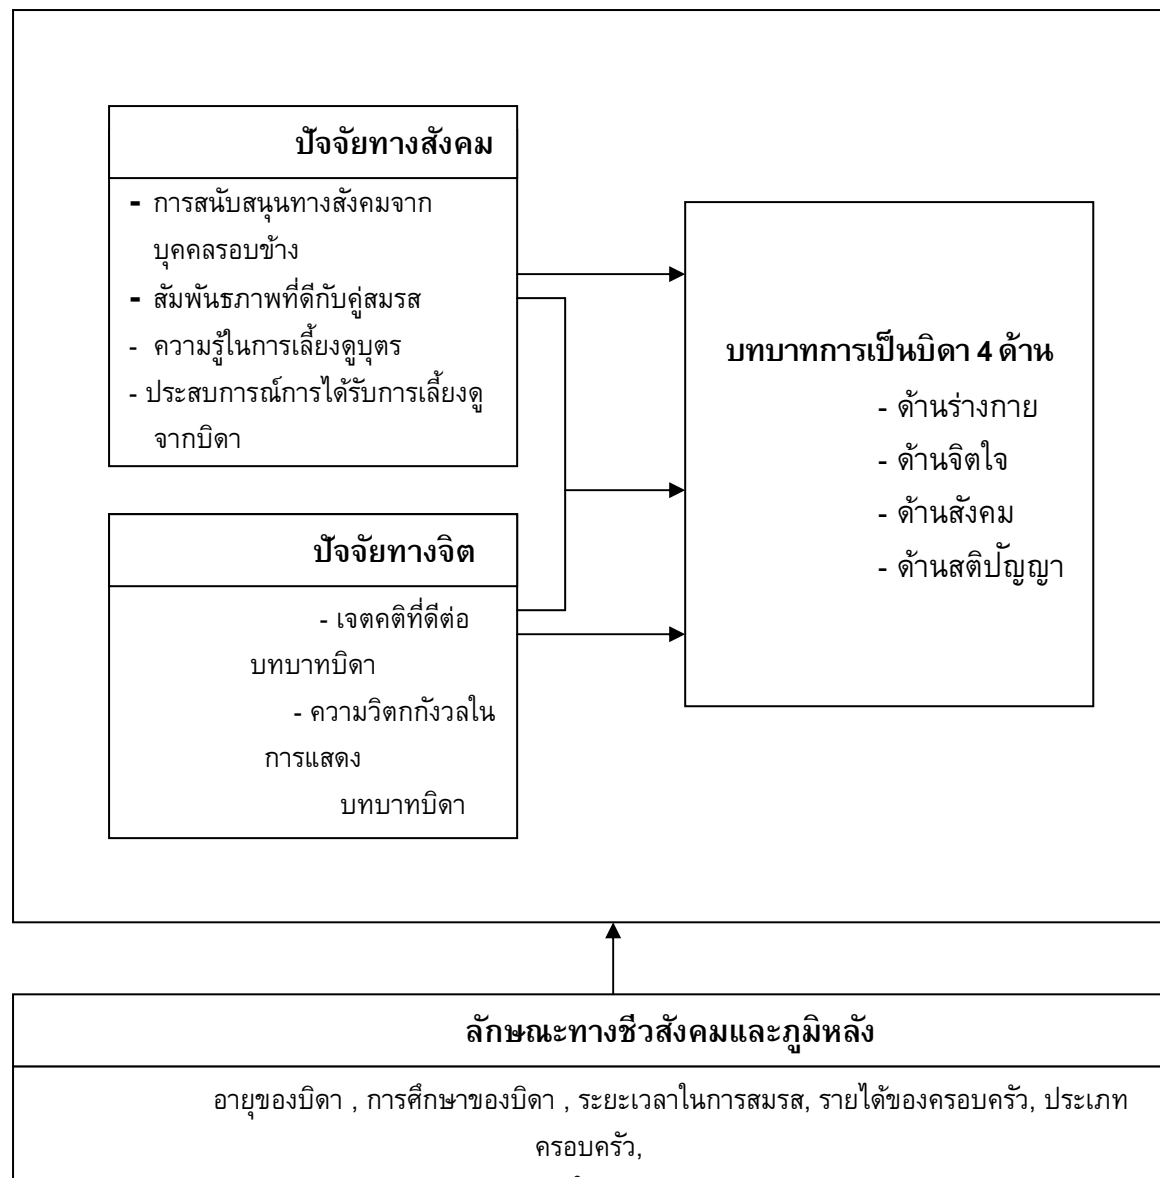 ปัจจัยทางสังคม
- การสนับสนุนทางสังคมจาก
บุคคลรอบข้าง
- สัมพันธภาพที่ดีกับคู่สมรส
- ความรู้ในการเลี้ยงดูบุตร
- ประสบการณ์การได้รับการเลี้ยงดู
จากบิดา
บทบาทการเป็นบิดา 4 ด้าน
- ด้านร่างกาย
- ด้านจิตใจ
- ด้านสังคม
- ด้านสติปัญญา
ปัจจัยทางจิต
- เจตคติที่ดีต่อ
บทบาทบิดา
- ความวิตกกังวลใน
การแสดง
บทบาทบิดา
ลักษณะทางชีวสังคมและภูมิหลัง
อายุของบิดา , การศึกษาของบิดา , ระยะเวลาในการสมรส, รายได้ของครอบครัว, ประเภท
ครอบครัว,